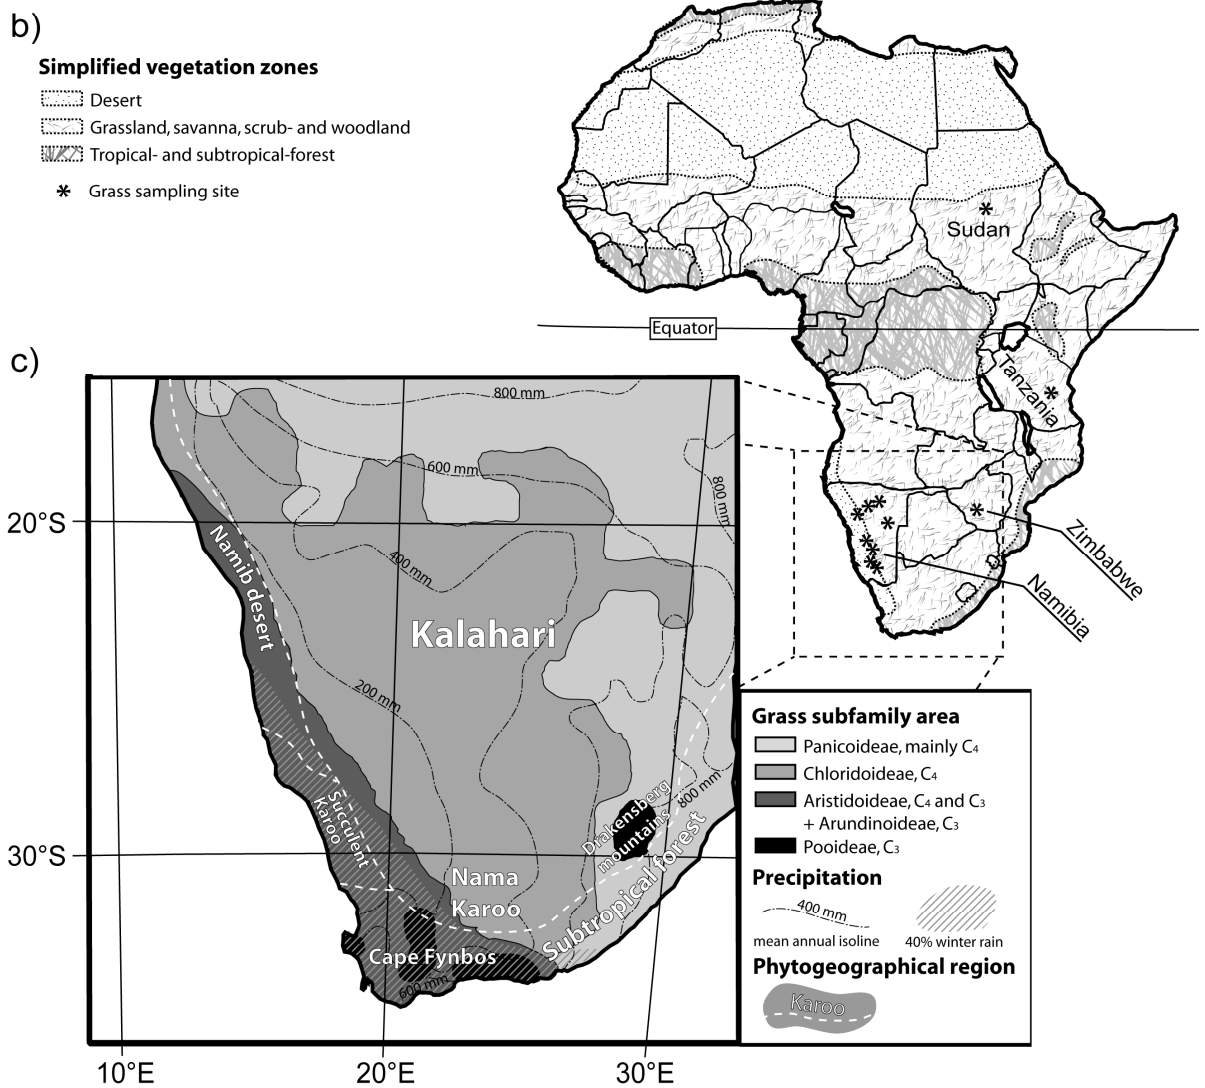 b)
Simplified vegetation zones
Desert
Grassland, savanna, scrub- and woodland
Tropical- and subtropical-forest
* Grass sampling site
Sudan
Equator
Tanzania
Zimbabwe
Namibia
c)
800 mm
600 mm
800 mm
20°S
400 mm
Namib desert
Kalahari
200 mm
800 mm
Drakensberg
mountains
Succulent
Karoo
30°S
Nama
Karoo
Subtropical forest
Cape Fynbos
600 mm
10°E
20°E
30°E
Grass subfamily area
Panicoideae, mainly C4
Chloridoideae, C4
Aristidoideae, C4 and C3
+ Arundinoideae, C3
Pooideae, C3
Precipitation
400 mm
mean annual isoline
40% winter rain
Phytogeographical region
Karoo